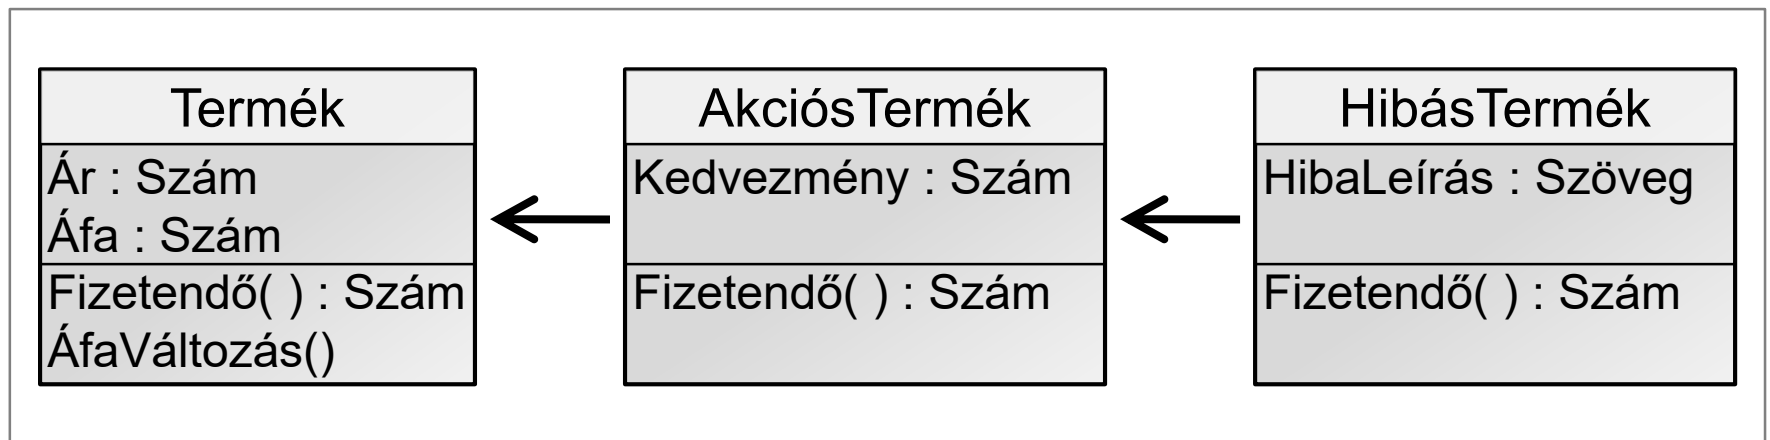 Termék
Ár : Szám
Áfa : Szám
Fizetendő( ) : Szám
ÁfaVáltozás()
AkciósTermék
Kedvezmény : Szám
Fizetendő( ) : Szám
HibásTermék
HibaLeírás : Szöveg
Fizetendő( ) : Szám